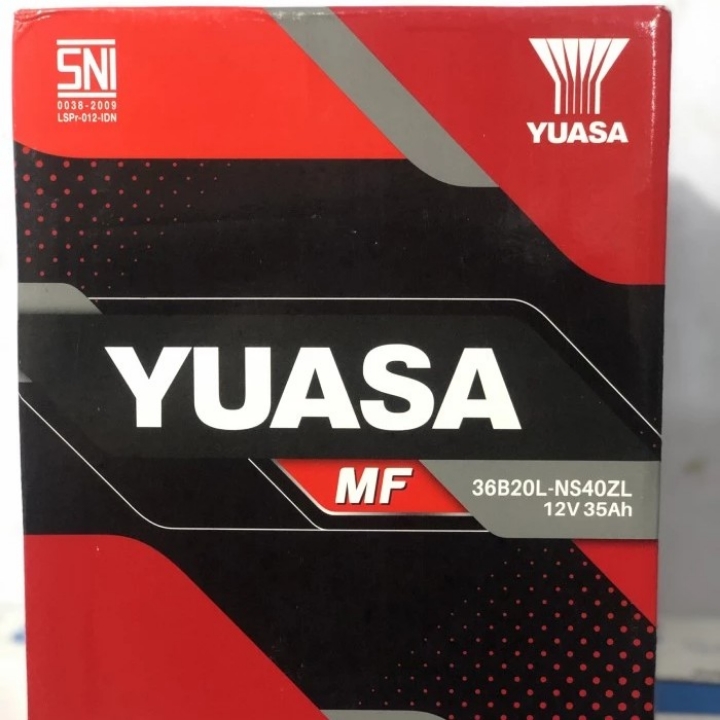 SNI
0038-2009
LSPr-012-IDN
YUASA
YUASA
MF
36B20L-NS40ZL
12V 35Ah